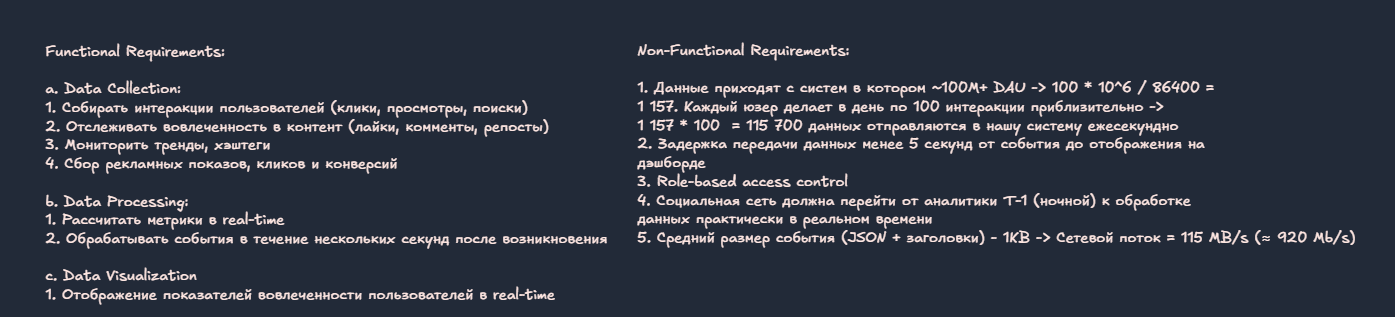 Functional Requirements:
a. Data Collection:
1. Собирать интеракции пользователей (клики, просмотры, поиски)
2. Отслеживать вовлеченность в контент (лайки, комменты, репосты)
3. Мониторить тренды, хэштеги
4. Сбор рекламных показов, кликов и конверсий
b. Data Processing:
1. Рассчитать метрики в real-time
2. Обрабатывать события в течение нескольких секунд после возникновения
c. Data Visualization
1. Отображение показателей вовлеченности пользователей в real-time
Non-Functional Requirements:
1. Данные приходят с систем в котором ~100M+ DAU -> 100 * 10^6 / 86400 =
1 157. Каждый юзер делает в день по 100 интеракции приблизительно ->
1 157 * 100 = 115 700 данных отправляются в нашу систему ежесекундно
2. Задержка передачи данных менее 5 секунд от события до отображения на
дэшборде
3. Role-based access control
4. Социальная сеть должна перейти от аналитики T-1 (ночной) к обработке
данных практически в реальном времени
5. Средний размер события (JSON + заголовки) - 1KB -> Сетевой поток = 115 MB/s (≈ 920 Mb/s)